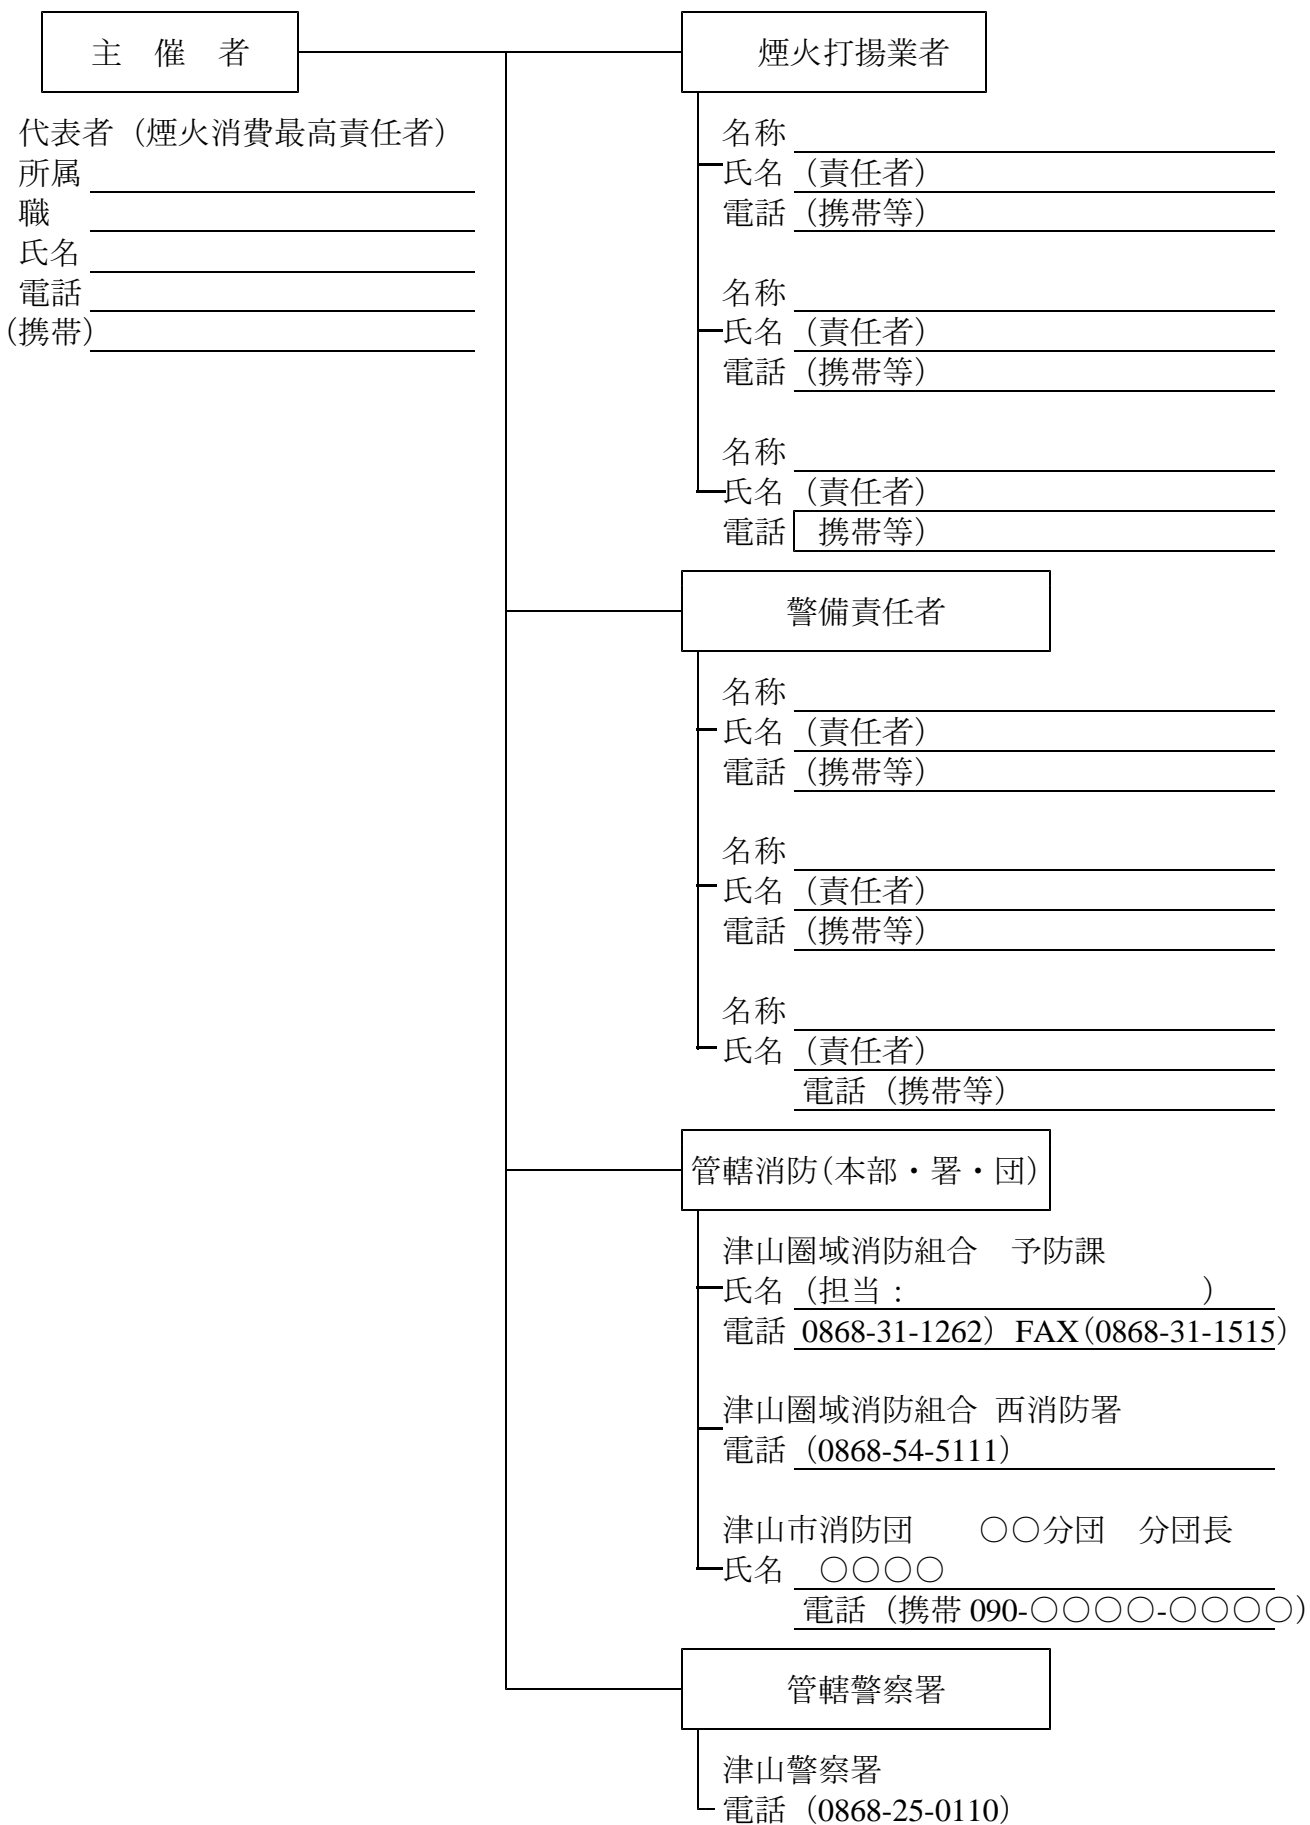 主 催 者
代表者（煙火消費最高責任者）
所属
職
氏名
電話
（携帯）
煙火打揚業者
名称
氏名（責任者）
電話（携帯等）
名称
氏名（責任者）
電話（携帯等）
名称
氏名（責任者）
電話 携帯等）
警備責任者
名称
氏名（責任者）
電話（携帯等）
名称
氏名（責任者）
電話（携帯等）
名称
氏名（責任者）
電話（携帯等）
管轄消防（本部・署・団）
津山圏域消防組合　予防課
氏名（担当：　　　　　　）
電話 0868-31-1262）FAX（0868-31-1515）
津山圏域消防組合 西消防署
電話（0868-54-5111）
津山市消防団　　○○分団　分団長
氏名　○○○○
電話（携帯 090-○○○○-○○○○）
管轄警察署
津山警察署
電話（0868-25-0110）